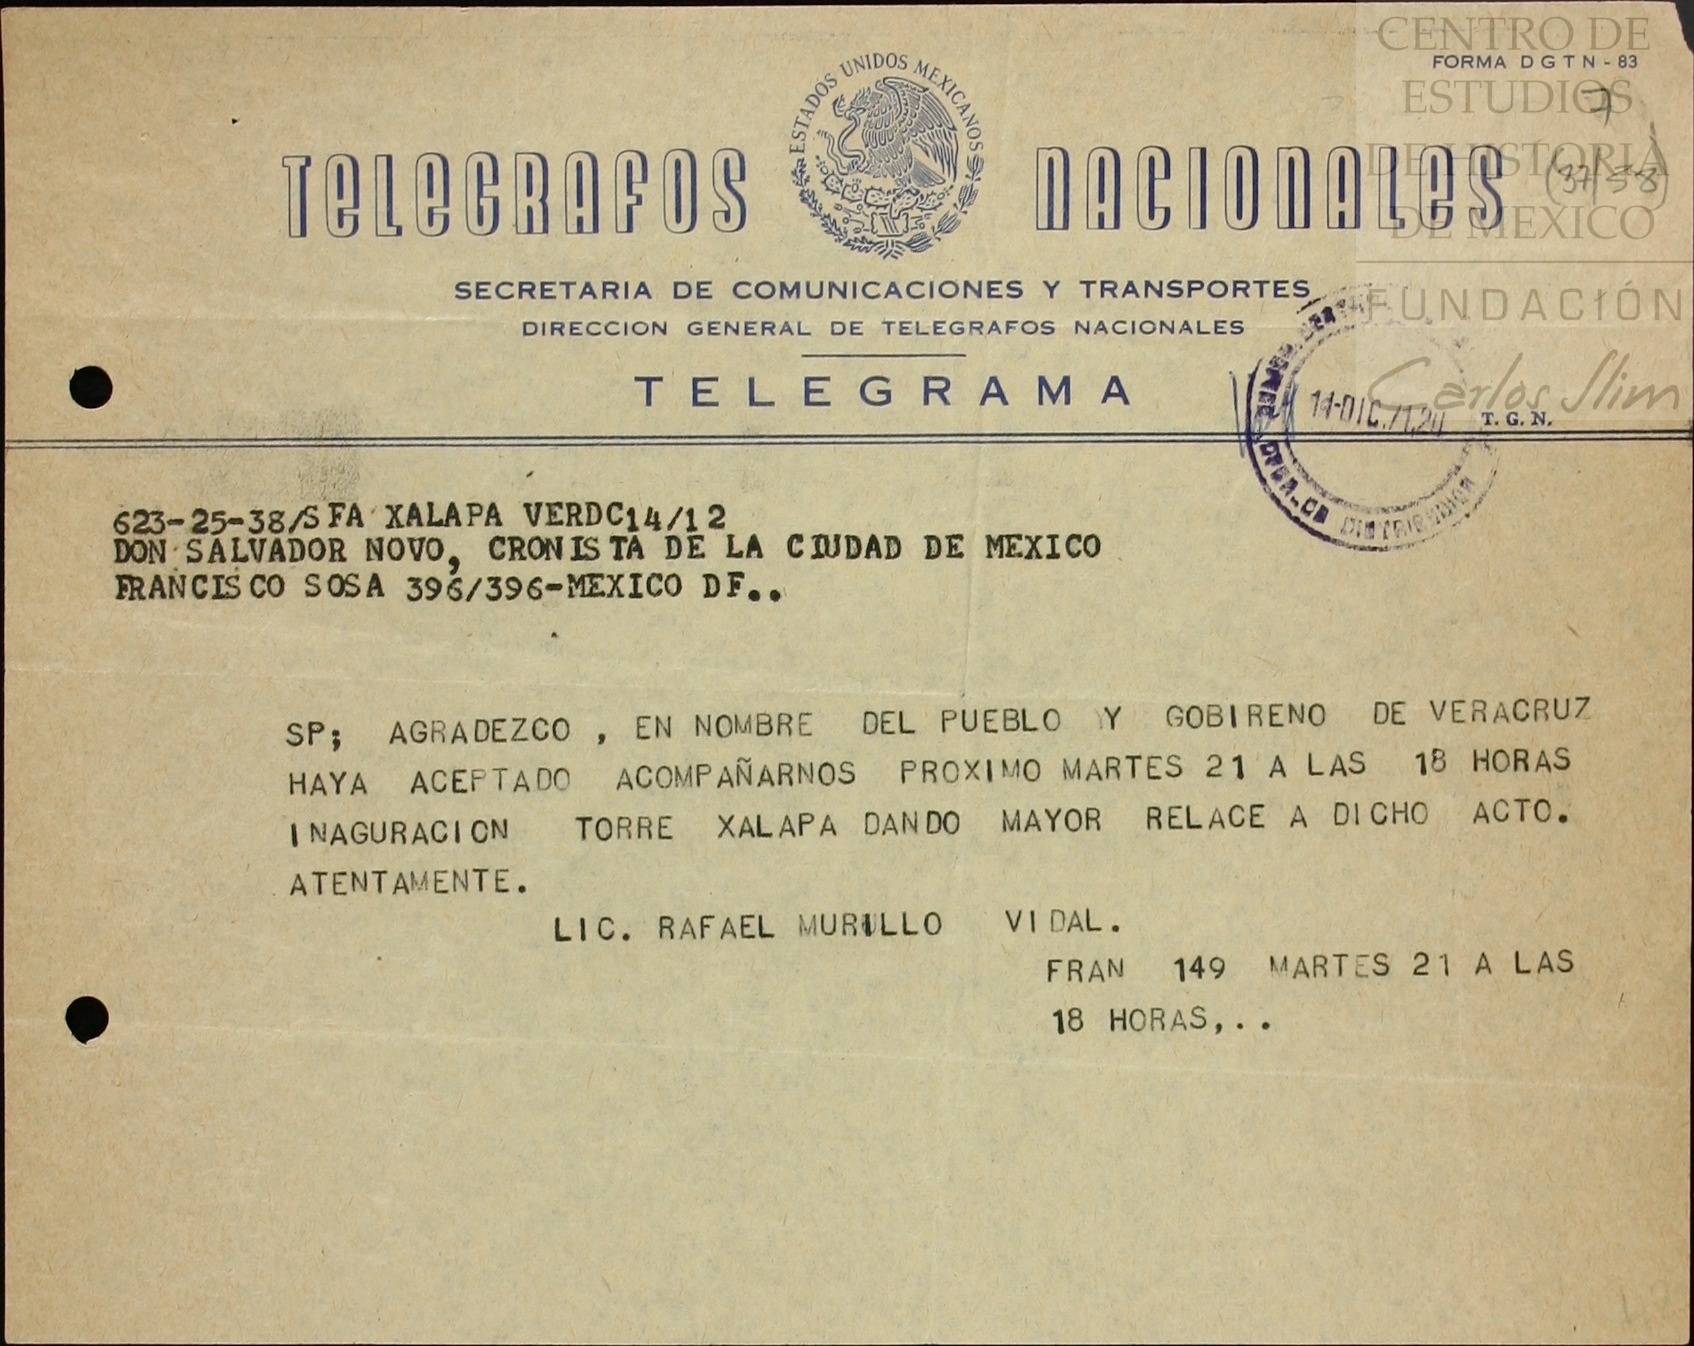 CENTRO DE
FORMA DGTN-83
ESTUDIOS
7
DE HISTORIA
DE MEXICO
FUNDACIÓN
Carlos Slim
ESTADOS UNIDOS MEXICANOS
TELEGRAFOS NACIONALES
SECRETARIA DE COMUNICACIONES Y TRANSPORTES
DIRECCION GENERAL DE TELEGRAFOS NACIONALES
TELEGRAMA
T. G. N.
623-25-38/SFA XALAPA VERDC14/12
DON SALVADOR NOVO, CRONISTA DE LA CIUDAD DE MEXICO
FRANCISCO SOSA 396/396-MEXICO DF..
SP; AGRADEZCO , EN NOMBRE DEL PUEBLO Y GOBIRENO DE VERACRUZ
HAYA ACEPTADO ACOMPAÑARNOS PROXIMO MARTES 21 A LAS 18 HORAS
INAGURACION TORRE XALAPA DANDO MAYOR RELACE A DICHO ACTO.
ATENTAMENTE.
LIC. RAFAEL MURILLO VIDAL.
FRAN 149 MARTES 21 A LAS
18 HORAS,..